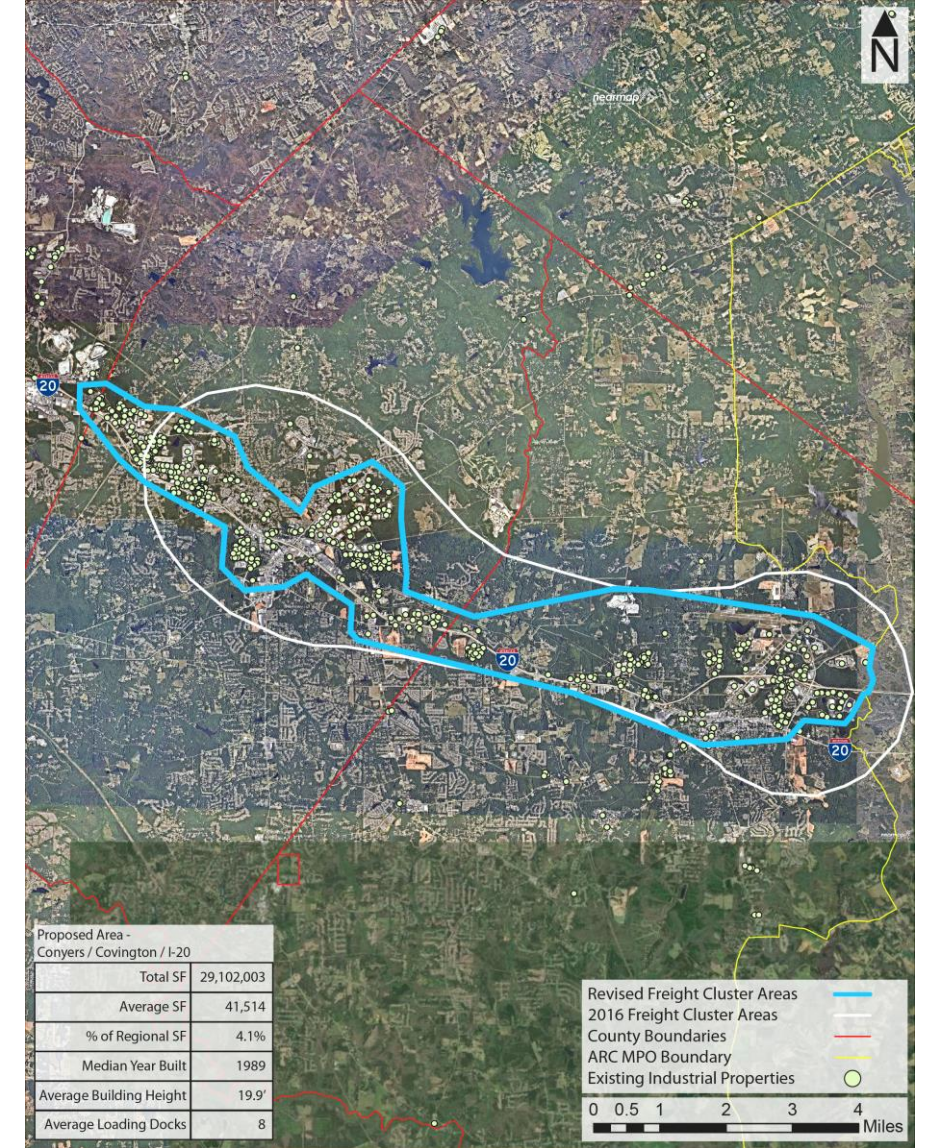 N
nearmap
20
20
20
Proposed Area -
Conyers / Covington / I-20
Total SF 29,102,003
Average SF 41,514
% of Regional SF 4.1%
Median Year Built 1989
Average Building Height 19.9'
Average Loading Docks 8
Revised Freight Cluster Areas
2016 Freight Cluster Areas
County Boundaries
ARC MPO Boundary
Existing Industrial Properties
0 0.5 1 2 3 4
Miles